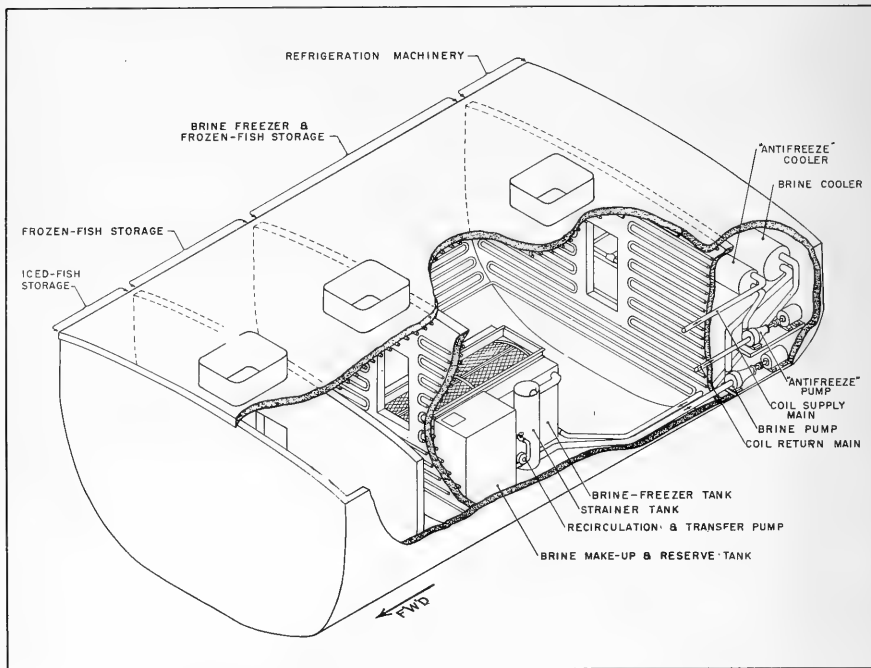 REFRIGERATION MACHINERY
BRINE FREEZER &
FROZEN-FISH STORAGE
"ANTIFREEZE"
COOLER
BRINE COOLER
FROZEN-FISH STORAGE
ICED-FISH
STORAGE
"ANTIFREEZE"
PUMP
COIL SUPPLY
MAIN
BRINE PUMP
COIL RETURN MAIN
BRINE-FREEZER TANK
STRAINER TANK
RECIRCULATION & TRANSFER PUMP
BRINE MAKE-UP & RESERVE TANK
FW'D